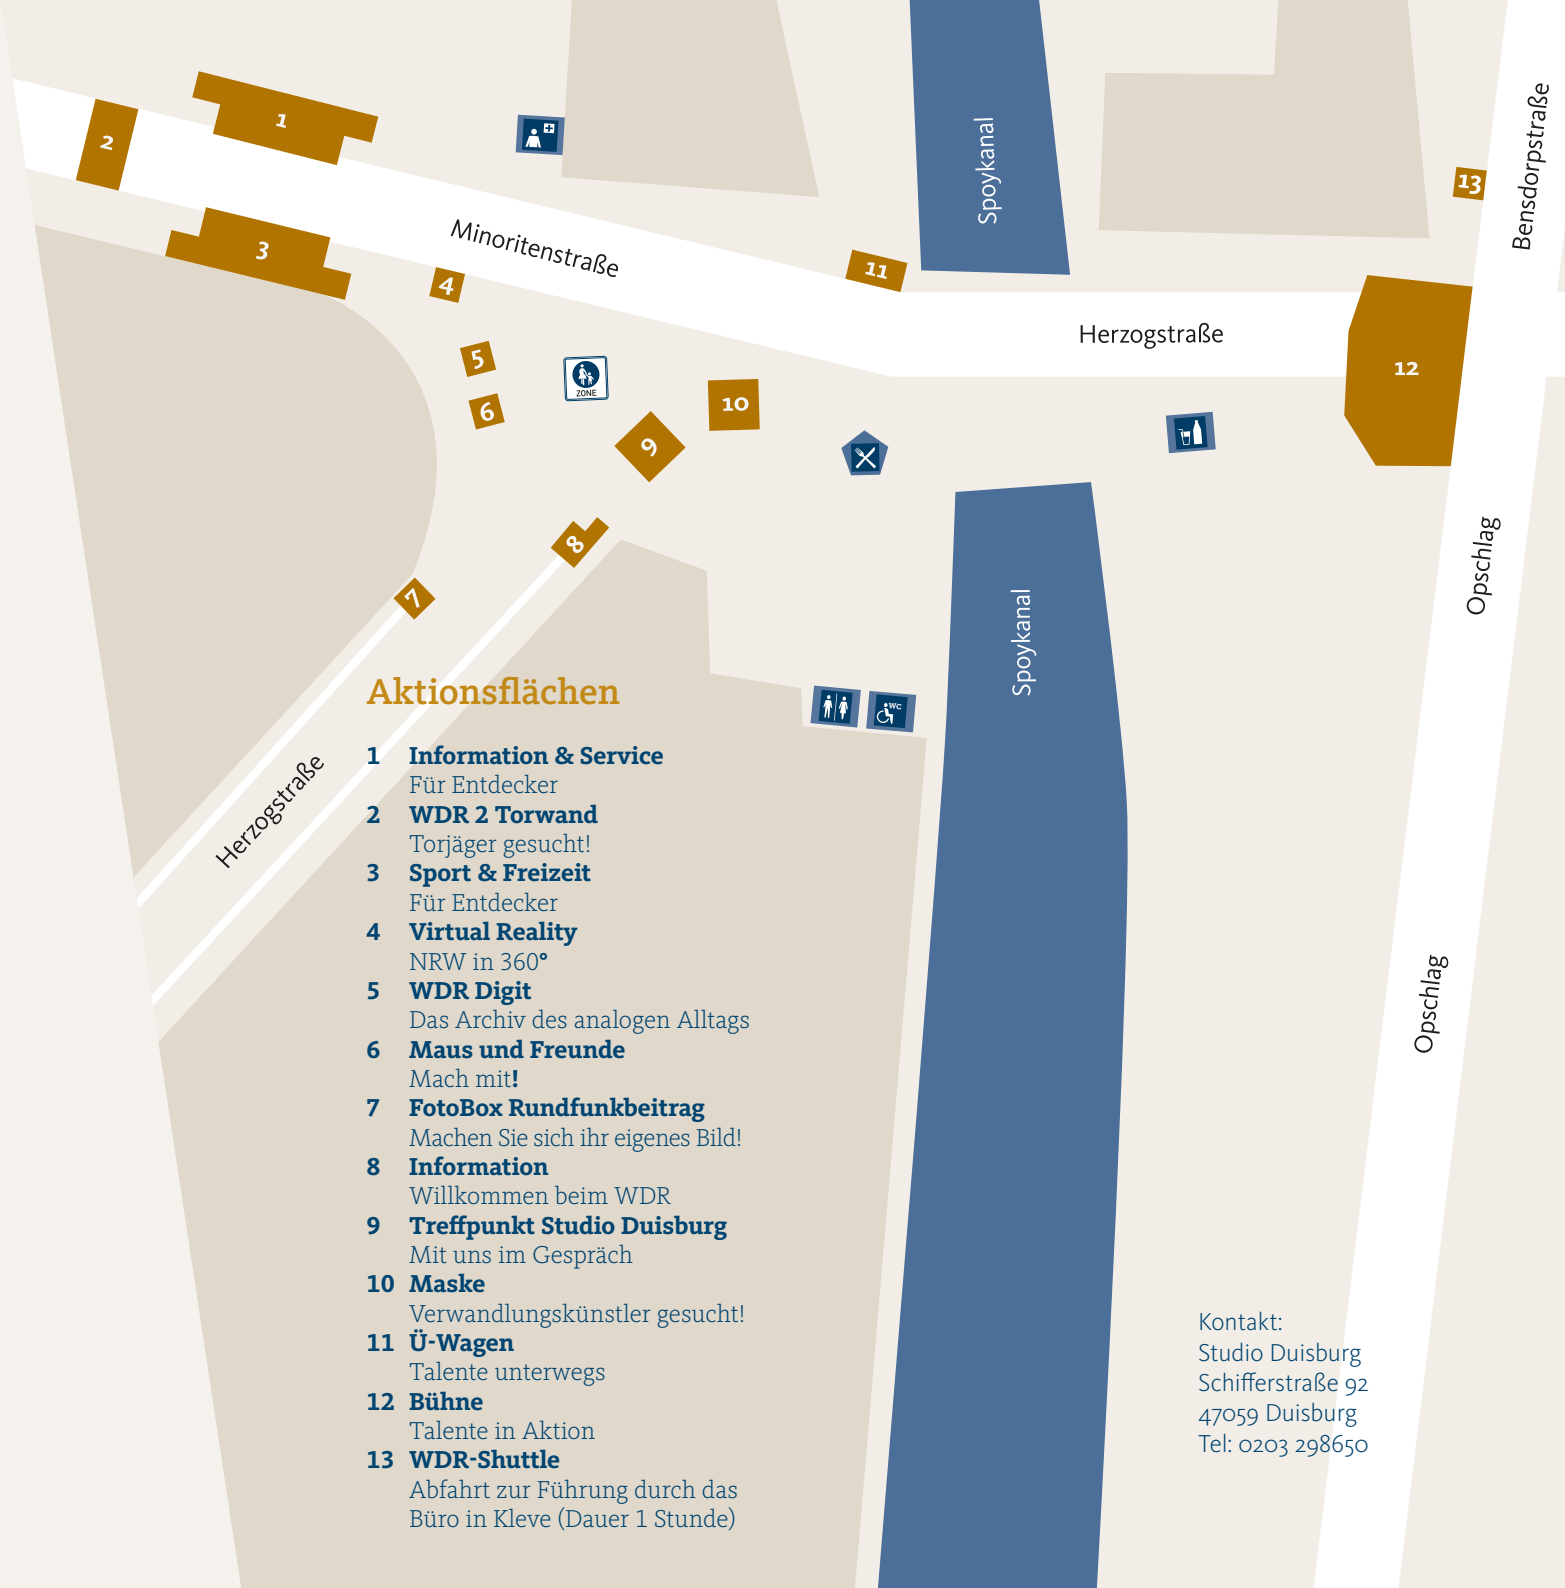 1
2
3
Minoritenstraße
4
5
6
ZONE
7
8
9
10
11
Spoykanal
Herzogstraße
12
13
Bensdorpstraße
Opschlag
Spoykanal
WC
Herzogstraße
Opschlag
Aktionsflächen
1 Information & Service
Für Entdecker
2 WDR 2 Torwand
Torjäger gesucht!
3 Sport & Freizeit
Für Entdecker
4 Virtual Reality
NRW in 360°
5 WDR Digit
Das Archiv des analogen Alltags
6 Maus und Freunde
Mach mit!
7 FotoBox Rundfunkbeitrag
Machen Sie sich ihr eigenes Bild!
8 Information
Willkommen beim WDR
9 Treffpunkt Studio Duisburg
Mit uns im Gespräch
10 Maske
Verwandlungskünstler gesucht!
11 Ü-Wagen
Talente unterwegs
12 Bühne
Talente in Aktion
13 WDR-Shuttle
Abfahrt zur Führung durch das
Büro in Kleve (Dauer 1 Stunde)
Kontakt:
Studio Duisburg
Schifferstraße 92
47059 Duisburg
Tel: 0203 298650